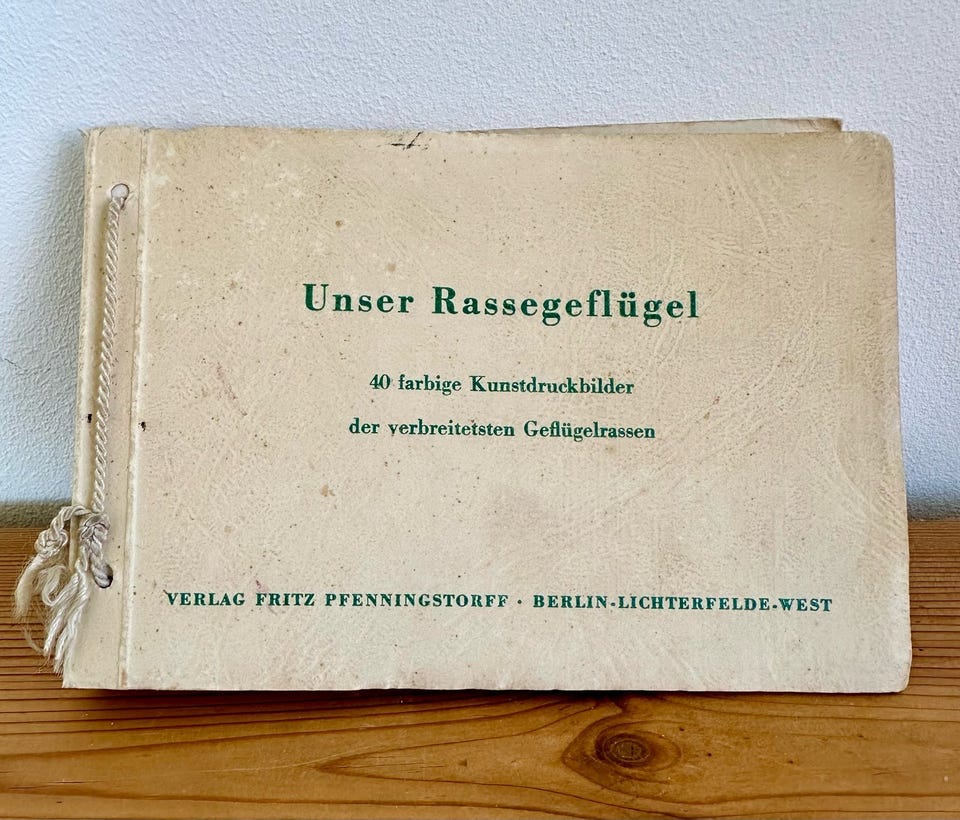 Unser Rassegeflügel
40 farbige Kunstdruckbilder
der verbreitetsten Geflügelrassen
VERLAG FRITZ PFENNINGSTORFF · BERLIN-LICHTERFELDE-WEST